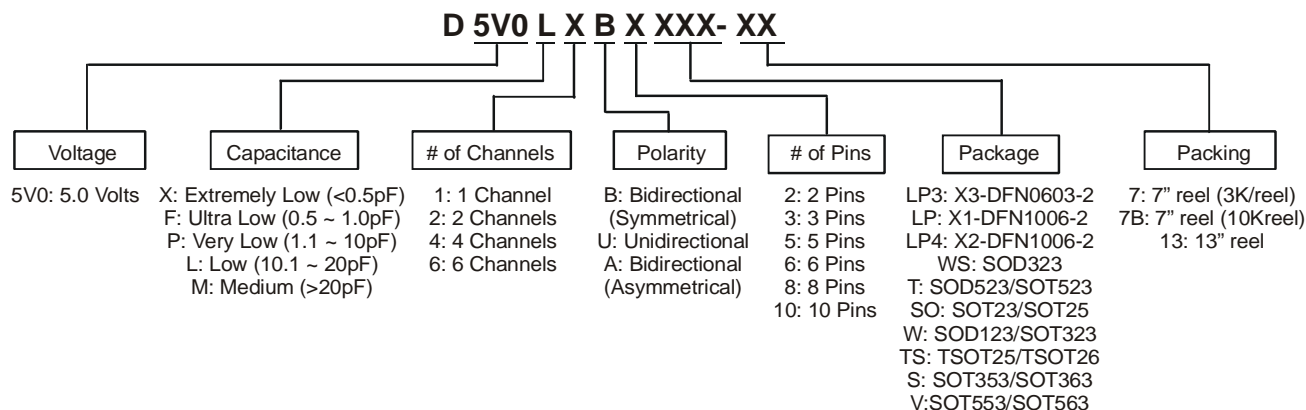 D 5V0 L X B X XXX- XX
Voltage
5V0: 5.0 Volts
Capacitance
X: Extremely Low (<0.5pF)
F: Ultra Low (0.5 ~ 1.0pF)
P: Very Low (1.1 ~ 10pF)
L: Low (10.1 ~ 20pF)
M: Medium (>20pF)
# of Channels
1: 1 Channel
2: 2 Channels
4: 4 Channels
6: 6 Channels
Polarity
B: Bidirectional
(Symmetrical)
U: Unidirectional
A: Bidirectional
(Asymmetrical)
# of Pins
2: 2 Pins
3: 3 Pins
5: 5 Pins
6: 6 Pins
8: 8 Pins
10: 10 Pins
Package
LP3: X3-DFN0603-2
LP: X1-DFN1006-2
LP4: X2-DFN1006-2
WS: SOD323
T: SOD523/SOT523
SO: SOT23/SOT25
W: SOD123/SOT323
TS: TSOT25/TSOT26
S: SOT353/SOT363
V:SOT553/SOT563
Packing
7: 7” reel (3K/reel)
7B: 7” reel (10Kreel)
13: 13” reel